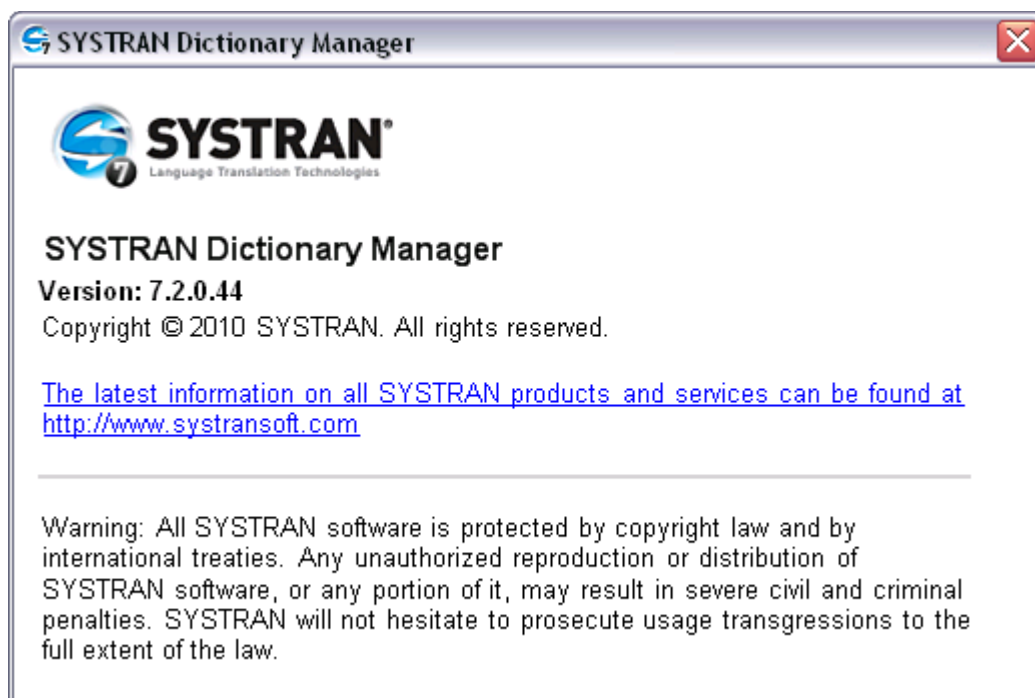 SYSTRAN Dictionary Manager
SYSTRAN®
7
Language Translation Technologies
SYSTRAN Dictionary Manager
Version: 7.2.0.44
Copyright © 2010 SYSTRAN. All rights reserved.
The latest information on all SYSTRAN products and services can be found at
http://www.systransoft.com
Warning: All SYSTRAN software is protected by copyright law and by
international treaties. Any unauthorized reproduction or distribution of
SYSTRAN software, or any portion of it, may result in severe civil and criminal
penalties. SYSTRAN will not hesitate to prosecute usage transgressions to the
full extent of the law.